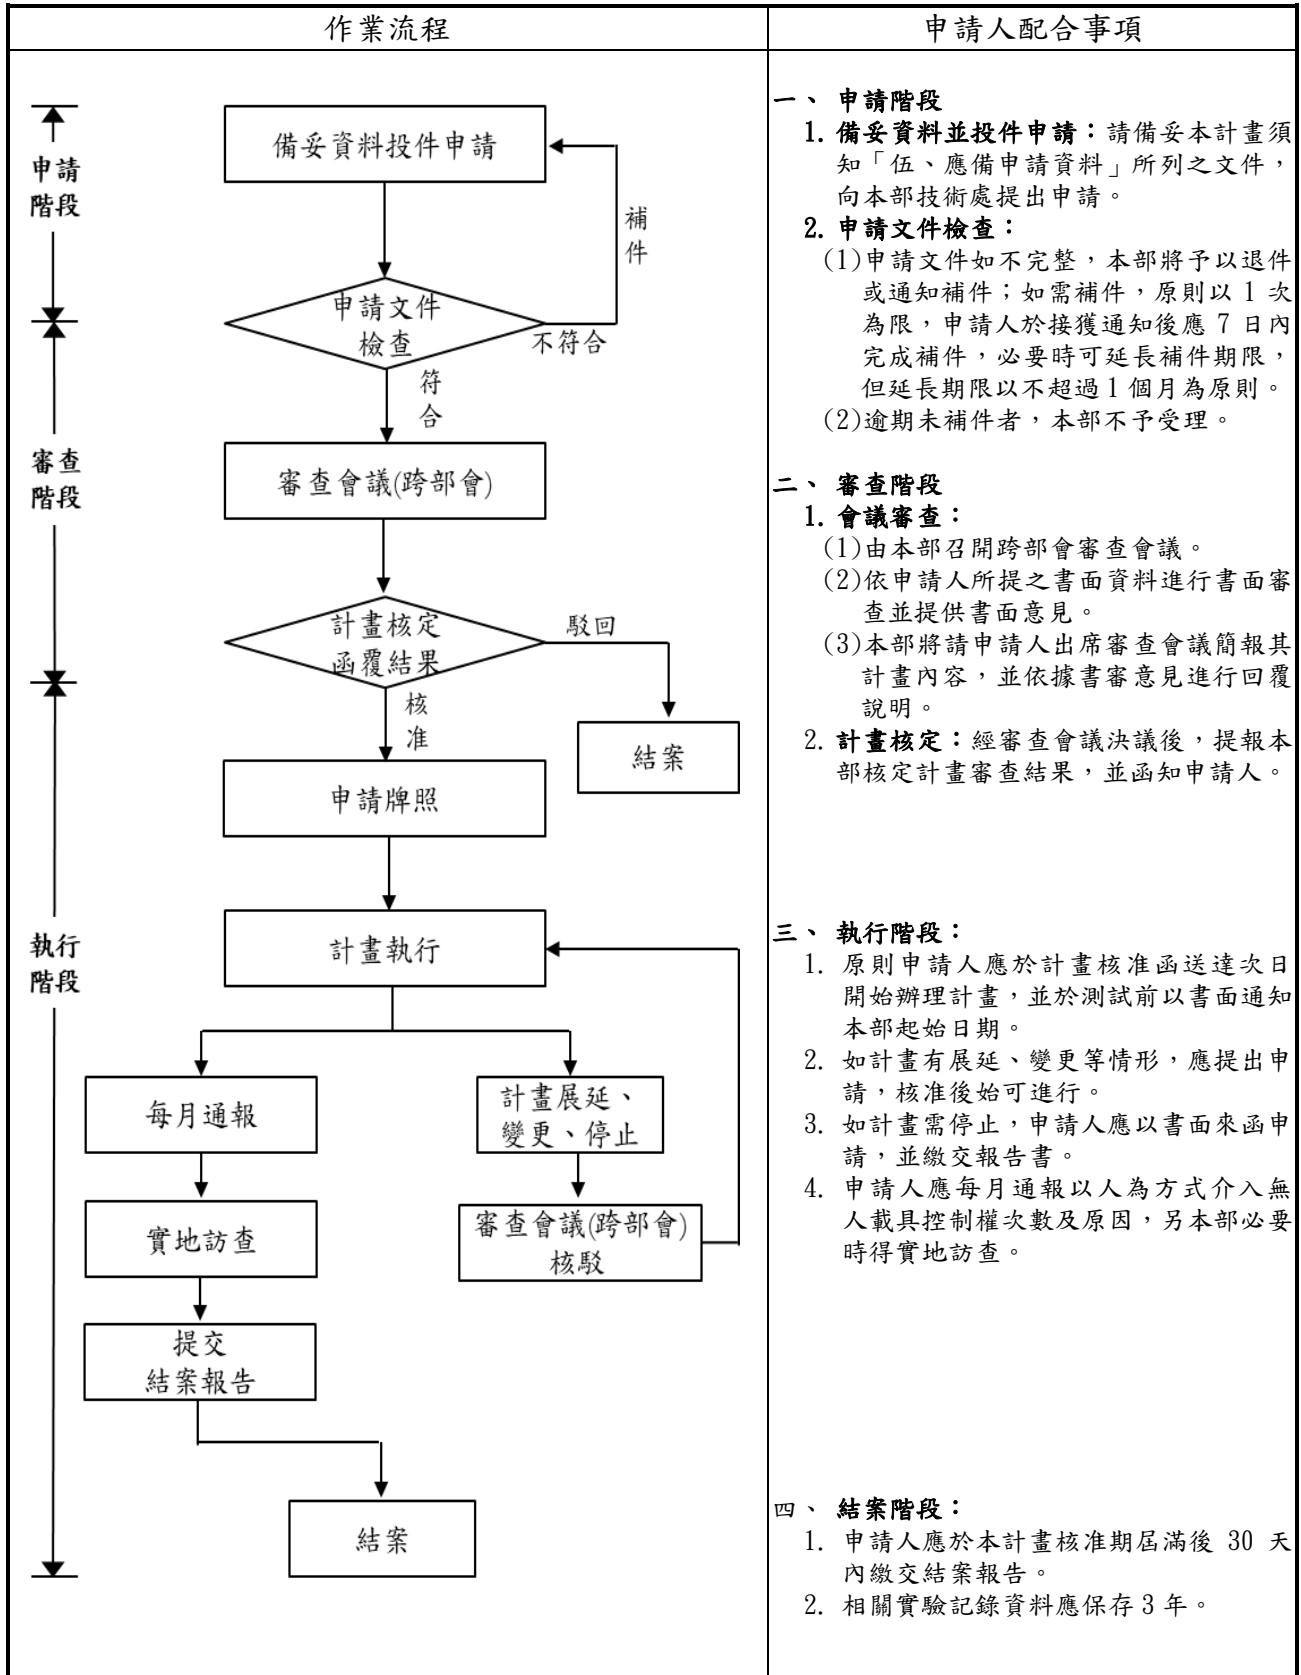 作業流程
申請人配合事項
申請
階段
審查
階段
執行
階段
備妥資料投件申請
補
件
申請文件
檢查
不符合
符
合
審查會議(跨部會)
計畫核定
函覆結果
駁回
核
准
結案
申請牌照
計畫執行
每月通報
計畫展延、
變更、停止
實地訪查
審查會議(跨部會)
核駁
提交
結案報告
結案
一、 申請階段
1. 備妥資料並投件申請：請備妥本計畫須
知「伍、應備申請資料」所列之文件，
向本部技術處提出申請。
2. 申請文件檢查：
(1)申請文件如不完整，本部將予以退件
或通知補件；如需補件，原則以 1 次
為限，申請人於接獲通知後應 7 日內
完成補件，必要時可延長補件期限，
但延長期限以不超過 1 個月為原則。
(2)逾期未補件者，本部不予受理。
二、 審查階段
1. 會議審查：
(1)由本部召開跨部會審查會議。
(2)依申請人所提之書面資料進行書面審
查並提供書面意見。
(3)本部將請申請人出席審查會議簡報其
計畫內容，並依據書審意見進行回覆
說明。
2. 計畫核定：經審查會議決議後，提報本
部核定計畫審查結果，並函知申請人。
三、 執行階段：
1. 原則申請人應於計畫核准函送達次日
開始辦理計畫，並於測試前以書面通知
本部起始日期。
2. 如計畫有展延、變更等情形，應提出申
請，核准後始可進行。
3. 如計畫需停止，申請人應以書面來函申
請，並繳交報告書。
4. 申請人應每月通報以人為方式介入無
人載具控制權次數及原因，另本部必要
時得實地訪查。
四、 結案階段：
1. 申請人應於本計畫核准期屆滿後 30 天
內繳交結案報告。
2. 相關實驗記錄資料應保存 3 年。